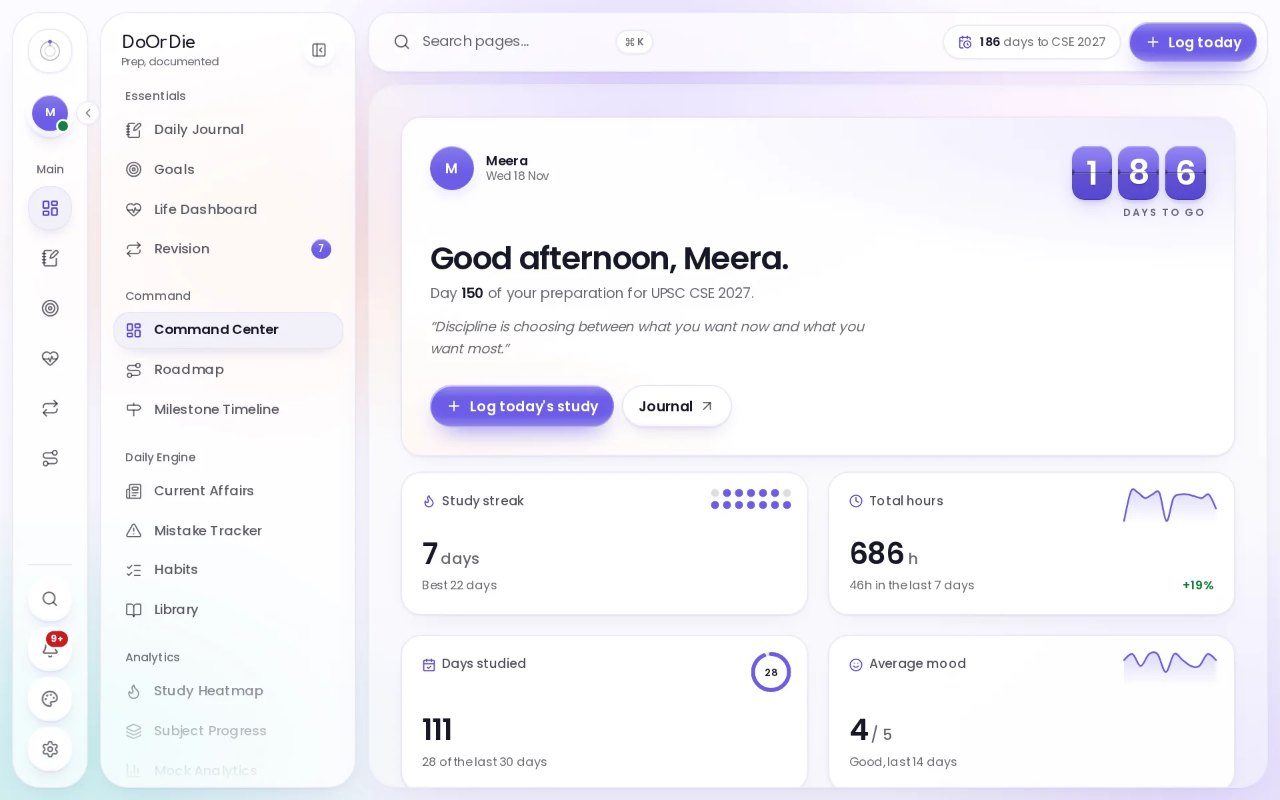 DoOrDie
Prep, documented
Search pages...
⌘ K
186 days to CSE 2027
+ Log today
M
Main
9+
Essentials
Daily Journal
Goals
Life Dashboard
Revision
7
Command
Command Center
Roadmap
Milestone Timeline
Daily Engine
Current Affairs
Mistake Tracker
Habits
Library
Analytics
Study Heatmap
Subject Progress
Mock Analytics
M
Meera
Wed 18 Nov
1 8 6
DAYS TO GO
Good afternoon, Meera.
Day 150 of your preparation for UPSC CSE 2027.
“Discipline is choosing between what you want now and what you
want most.”
+ Log today's study
Journal
Study streak
7 days
Best 22 days
Total hours
686 h
46h in the last 7 days
+19%
Days studied
28
111
28 of the last 30 days
Average mood
4 / 5
Good, last 14 days